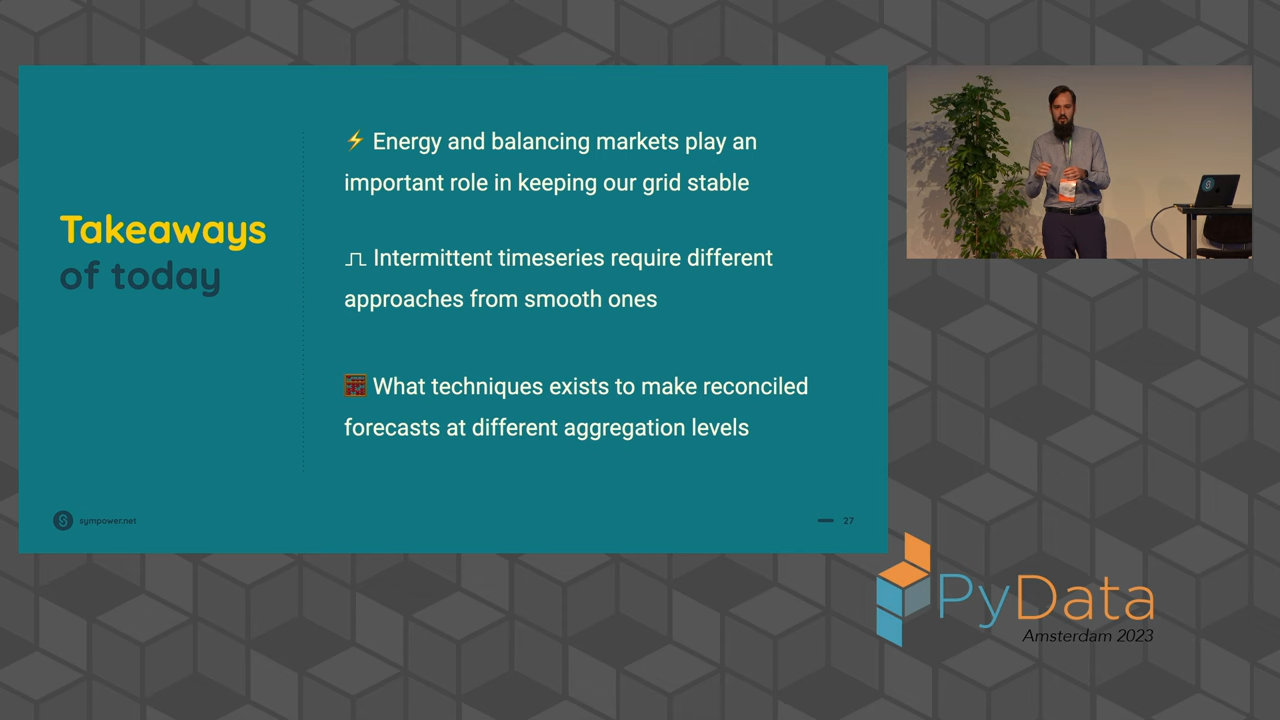 Takeaways
of today
⚡ Energy and balancing markets play an
important role in keeping our grid stable
Intermittent timeseries require different
approaches from smooth ones
🧮 What techniques exists to make reconciled
forecasts at different aggregation levels
sympower.net
27
PyData
Amsterdam 2023